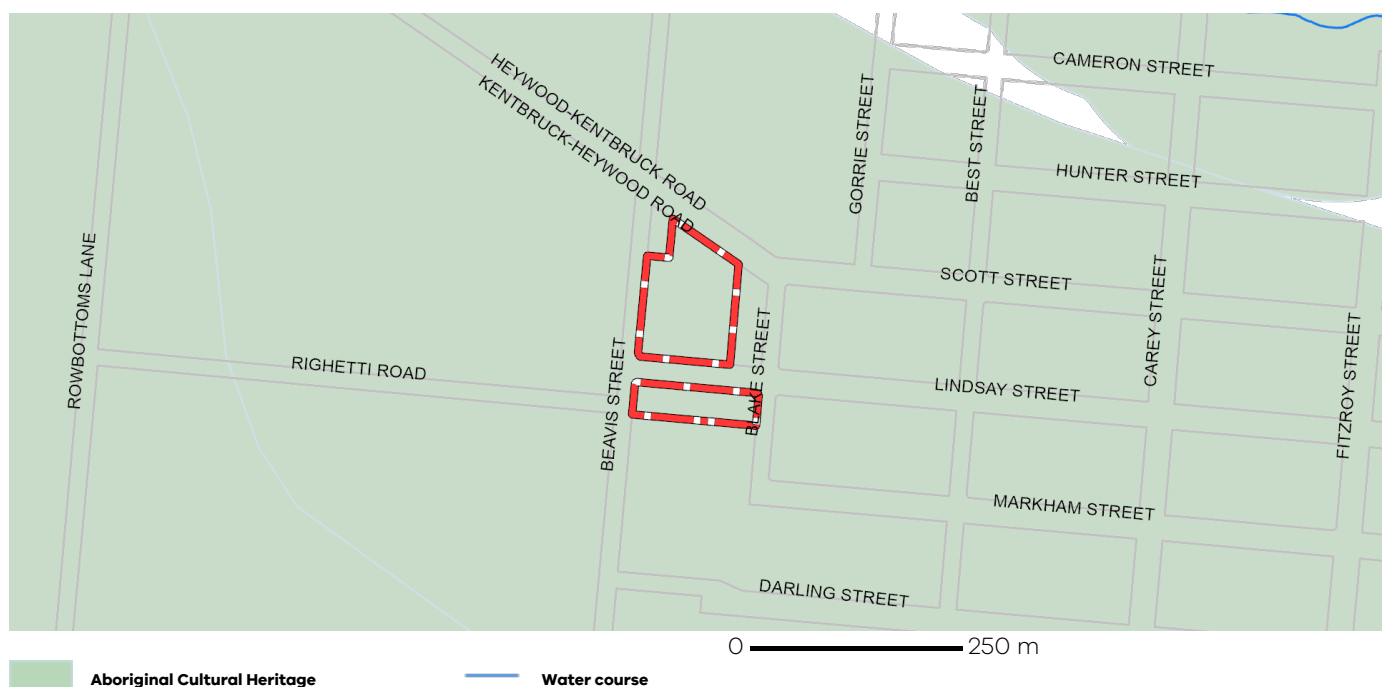 CAMERON STREET
HEYWOOD-KENTBRUCK ROAD
KENTBRUCK-HEYWOOD ROAD
GORRIE STREET
BEST STREET
HUNTER STREET
ROWBOTTOMS LANE
SCOTT STREET
CAREY STREET
BLAKE STREET
FITZROY STREET
RIGHETTI ROAD
BEAVIS STREET
LINDSAY STREET
MARKHAM STREET
DARLING STREET
0 250 m
Aboriginal Cultural Heritage
Water course